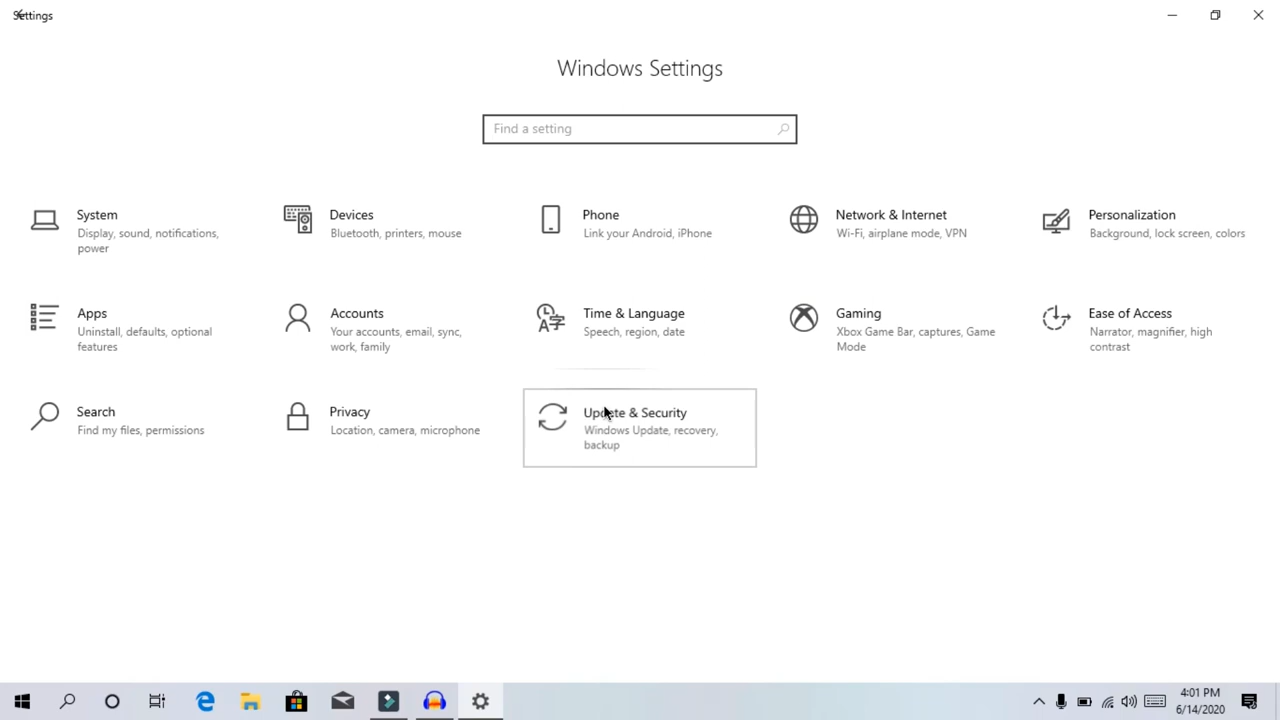 Settings
Windows Settings
Find a setting
System
Display, sound, notifications,
power
Devices
Bluetooth, printers, mouse
Phone
Link your Android, iPhone
Network & Internet
Wi-Fi, airplane mode, VPN
Personalization
Background, lock screen, colors
Apps
Uninstall, defaults, optional
features
Accounts
Your accounts, email, sync,
work, family
Time & Language
Speech, region, date
Gaming
Xbox Game Bar, captures, Game
Mode
Ease of Access
Narrator, magnifier, high
contrast
Search
Find my files, permissions
Privacy
Location, camera, microphone
Update & Security
Windows Update, recovery,
backup
4:01 PM
6/14/2020